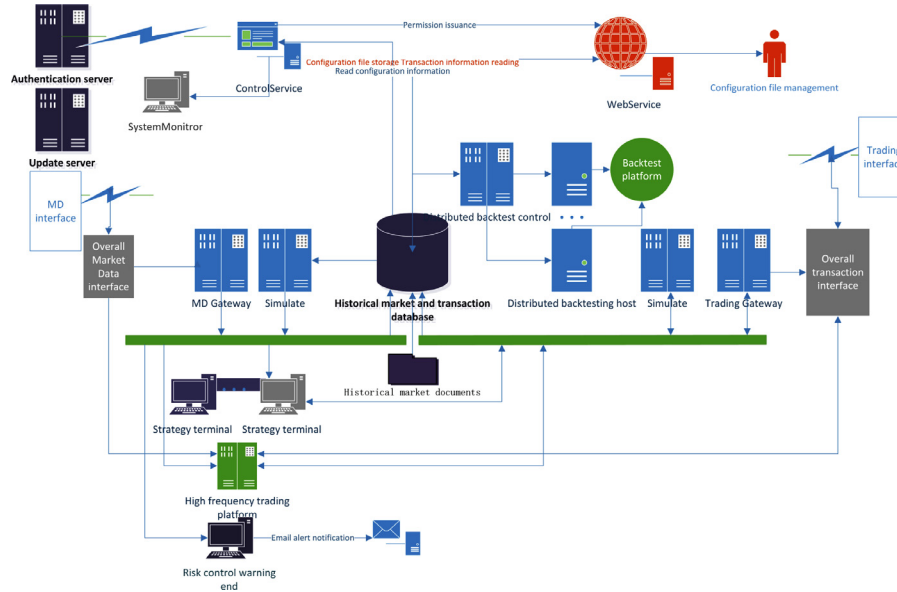 Permission issuance
Authentication server
ControlService
Configuration file storage Transaction information reading
Read configuration information
WebService
Configuration file management
SystemMonitror
Update server
MD
interface
Trading
interface
Backtest
platform
Distributed backtest control
Overall
Market
Data
interface
MD Gateway
Simulate
Historical market and transaction
database
Distributed backtesting host
Simulate
Trading Gateway
Overall
transaction
Interface
Historical market documents
Strategy terminal
Strategy terminal
High frequency trading
platform
Email alert notification
Risk control warning
end